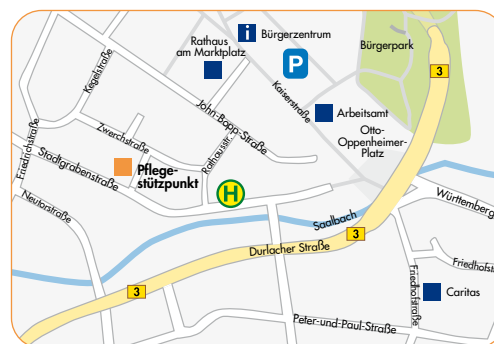 i Bürgerzentrum
Rathaus
am Marktplatz
P
Bürgerpark
3
Kegelstraße
Kaiserstraße
John-Bopp-Straße
Arbeitsamt
Otto-
Oppenheimer-
Platz
Friedrichstraße
Zwerchstraße
Rathausstr.
Stadtgrabenstraße
Pflege-
stützpunkt
H
Neutorstraße
Saalbach
Württemberg
3
Durlacher Straße
Friedhofst
3
Friedhofstraße
Caritas
Peter-und-Paul-Straße